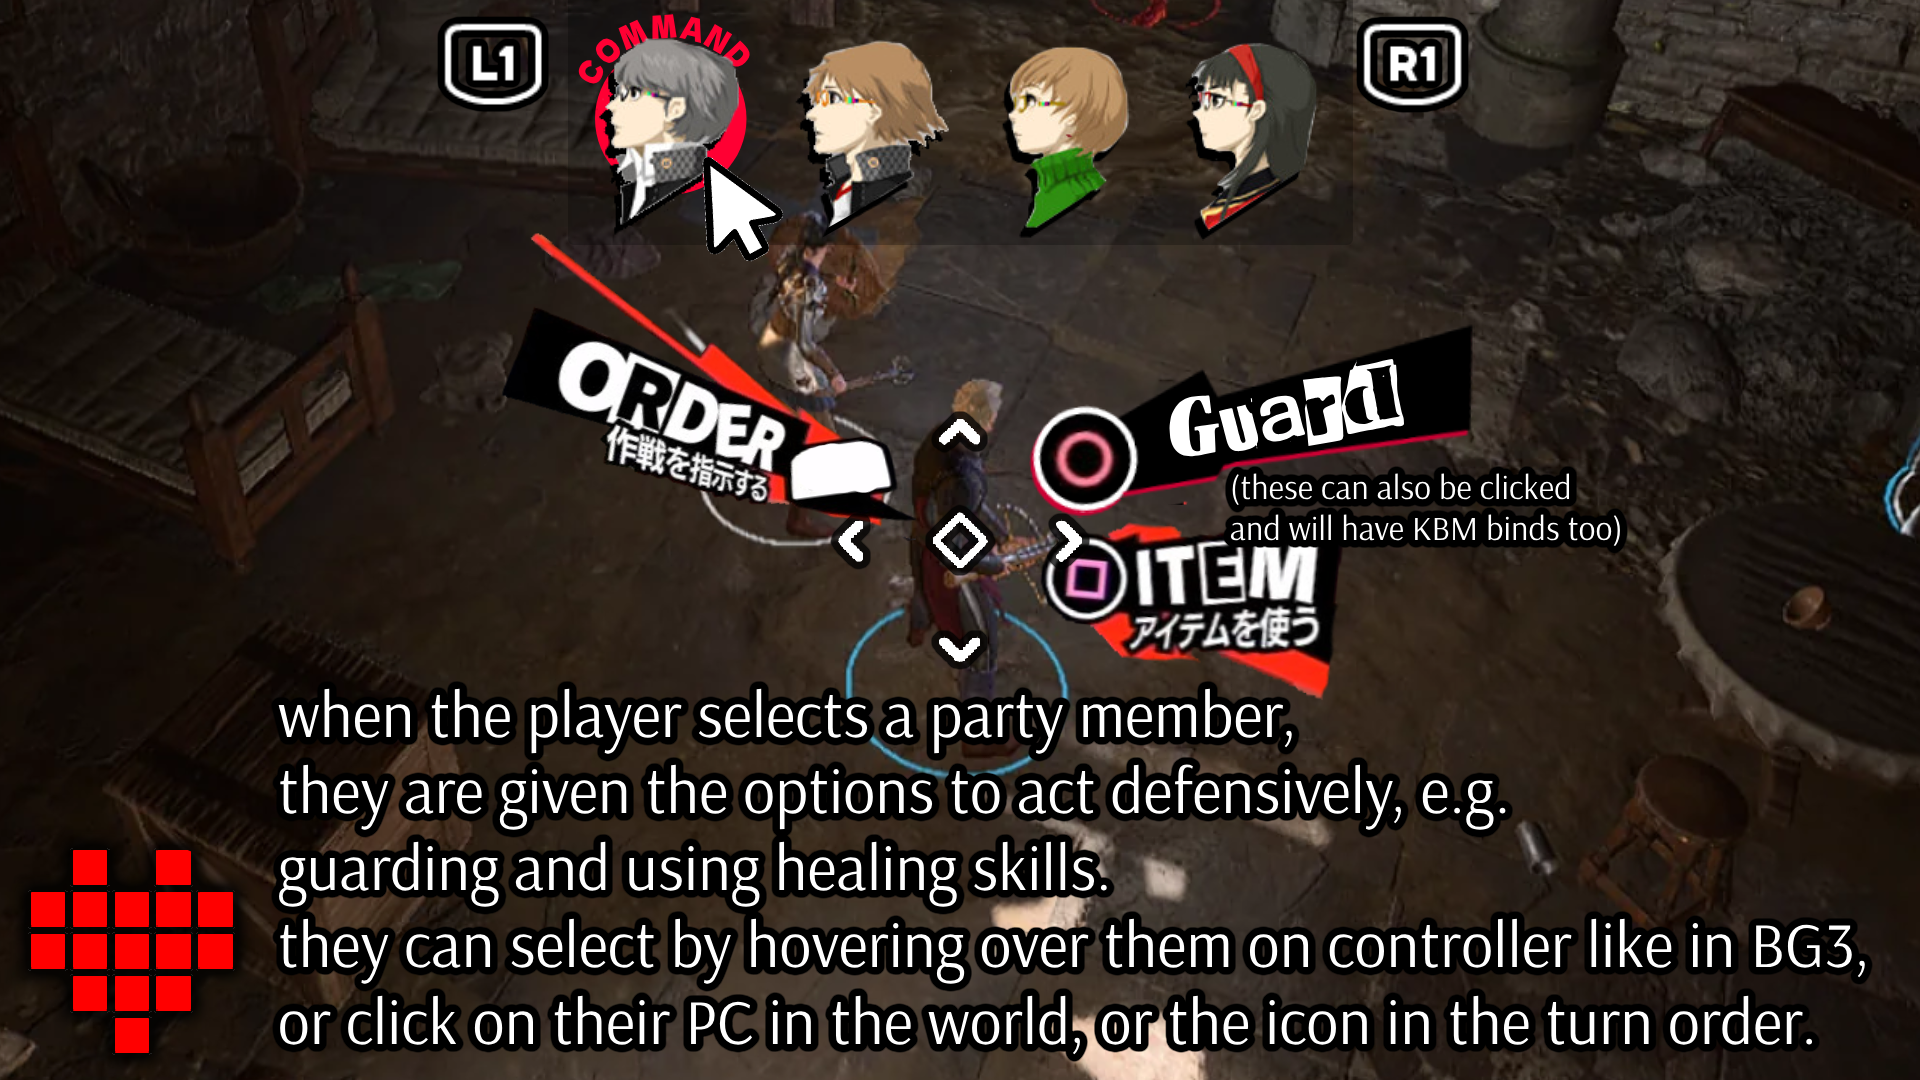 L1
COMMAND
R1
ORDER
作戦を指示する
Guard
(these can also be clicked
and will have KBM binds too)
ITEM
アイテムを使う
when the player selects a party member,
they are given the options to act defensively, e.g.
guarding and using healing skills.
they can select by hovering over them on controller like in BG3,
or click on their PC in the world, or the icon in the turn order.